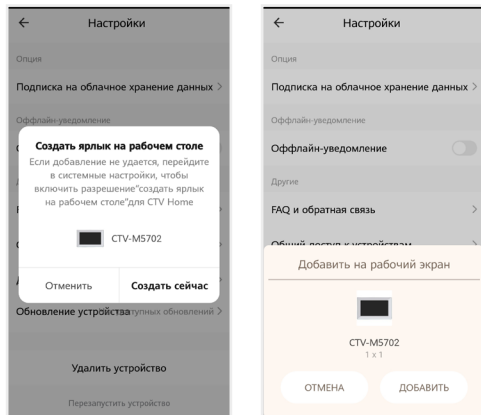 Настройки
Опция
Подписка на облачное хранение данных
Оффлайн-уведомление
Создать ярлык на рабочем столе
Если добавление не удается, перейдите
в системные настройки, чтобы
включить разрешение"создать ярлык
на рабочем столе"для CTV Home
CTV-M5702
Отменить
Создать сейчас
Обновление устройства
доступных обновлений
Удалить устройство
Перезапустить устройство
Настройки
Опция
Подписка на облачное хранение данных
Оффлайн-уведомление
Оффлайн-уведомление
Другие
FAQ и обратная связь
Общий доступ к устройствам
Добавить на рабочий экран
CTV-M5702
1 x 1
ОТМЕНА
ДОБАВИТЬ